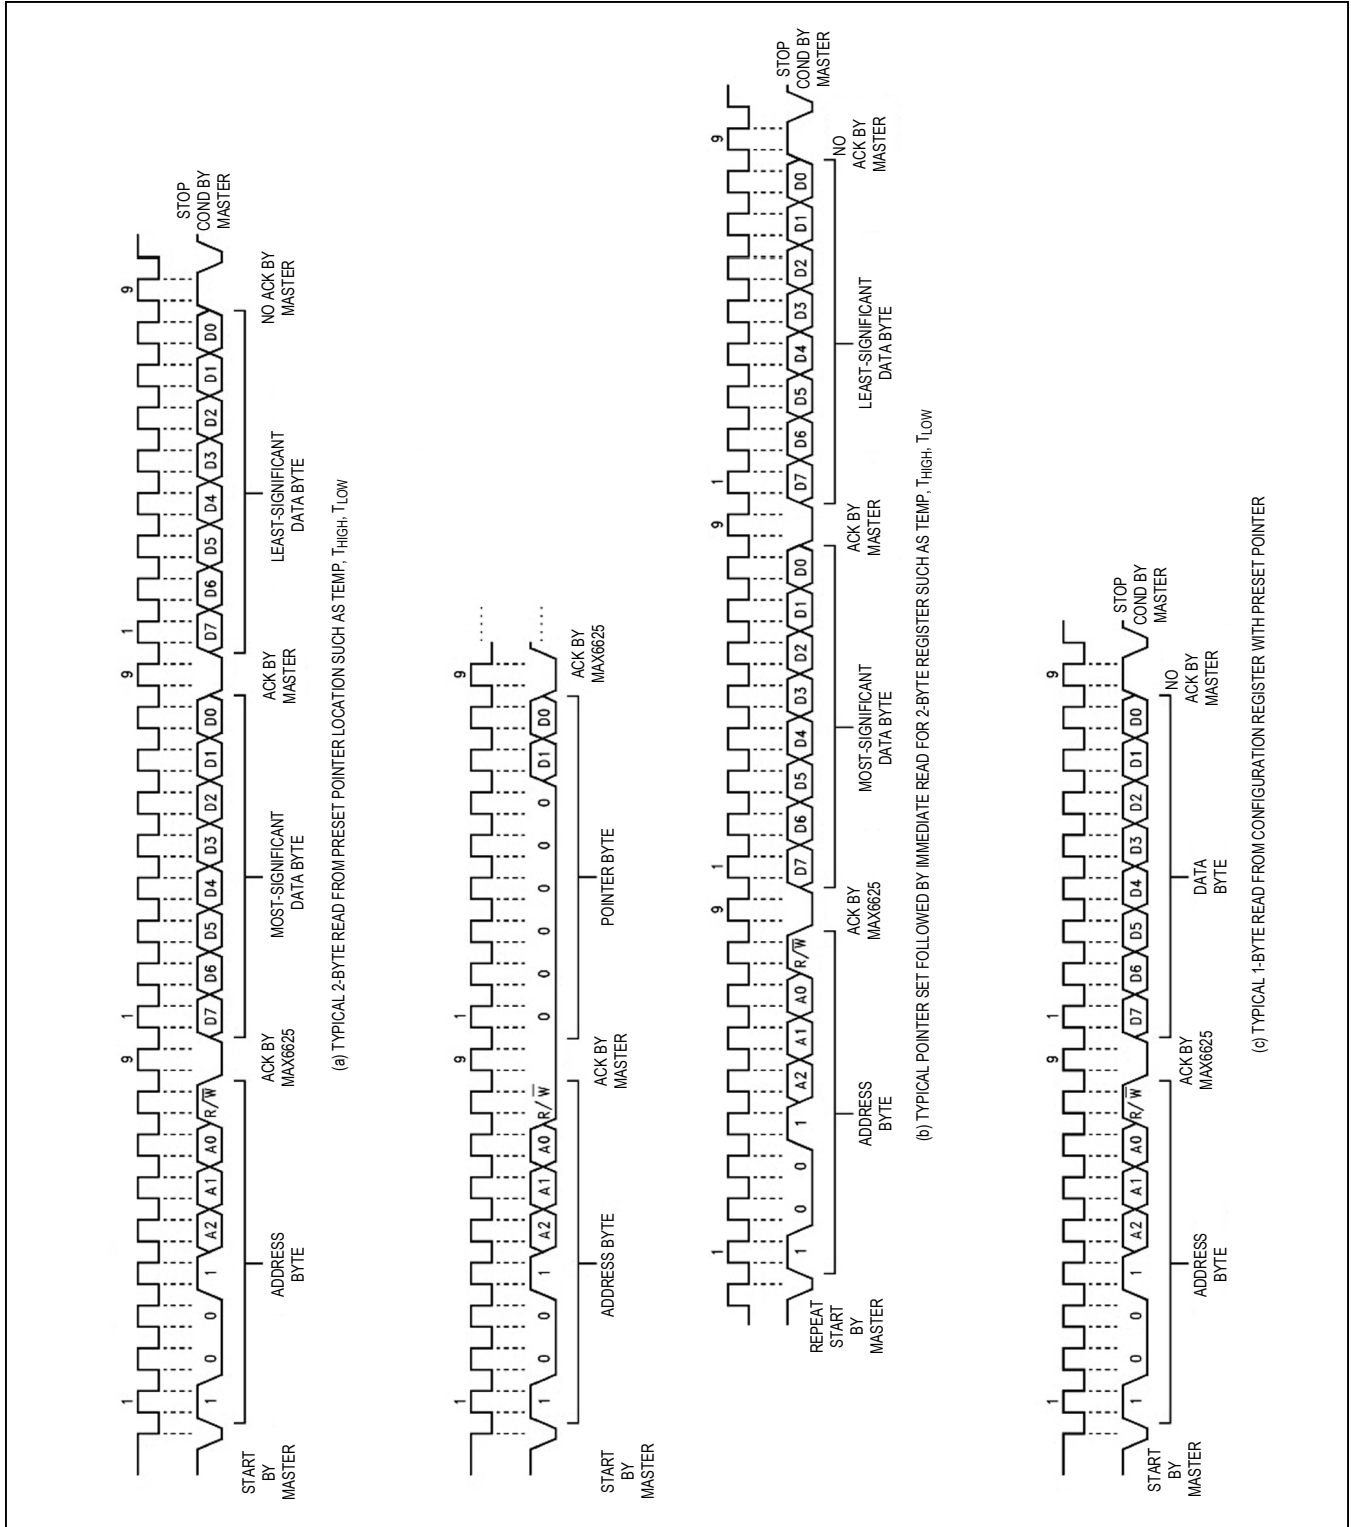 1 9 1 9 1 9
1 0 0 1 A2 A1 A0 R/W̅ D7 D6 D5 D4 D3 D2 D1 D0 D7 D6 D5 D4 D3 D2 D1 D0
START
BY
MASTER
ADDRESS
BYTE
ACK BY
MAX6625
MOST-SIGNIFICANT
DATA BYTE
ACK BY
MASTER
LEAST-SIGNIFICANT
DATA BYTE
NO ACK BY
MASTER
STOP
COND BY
MASTER
(a) TYPICAL 2-BYTE READ FROM PRESET POINTER LOCATION SUCH AS TEMP, THIGH, TLOW
1 9 1 9
1 0 0 1 A2 A1 A0 R/W̅ 0 0 0 0 0 0 D1 D0
START
BY
MASTER
ADDRESS BYTE
ACK BY
MASTER
POINTER BYTE
ACK BY
MAX6625
1 9 1 9 1 9
1 0 0 1 A2 A1 A0 R/W̅ D7 D6 D5 D4 D3 D2 D1 D0 D7 D6 D5 D4 D3 D2 D1 D0
REPEAT
START
BY
MASTER
ADDRESS
BYTE
ACK BY
MAX6625
MOST-SIGNIFICANT
DATA BYTE
ACK BY
MASTER
LEAST-SIGNIFICANT
DATA BYTE
NO
ACK BY
MASTER
STOP
COND BY
MASTER
(b) TYPICAL POINTER SET FOLLOWED BY IMMEDIATE READ FOR 2-BYTE REGISTER SUCH AS TEMP, THIGH, TLOW
1 9 1 9
1 0 0 1 A2 A1 A0 R/W̅ D7 D6 D5 D4 D3 D2 D1 D0
START
BY
MASTER
ADDRESS
BYTE
ACK BY
MAX6625
DATA
BYTE
NO
ACK BY
MASTER
STOP
COND BY
MASTER
(c) TYPICAL 1-BYTE READ FROM CONFIGURATION REGISTER WITH PRESET POINTER